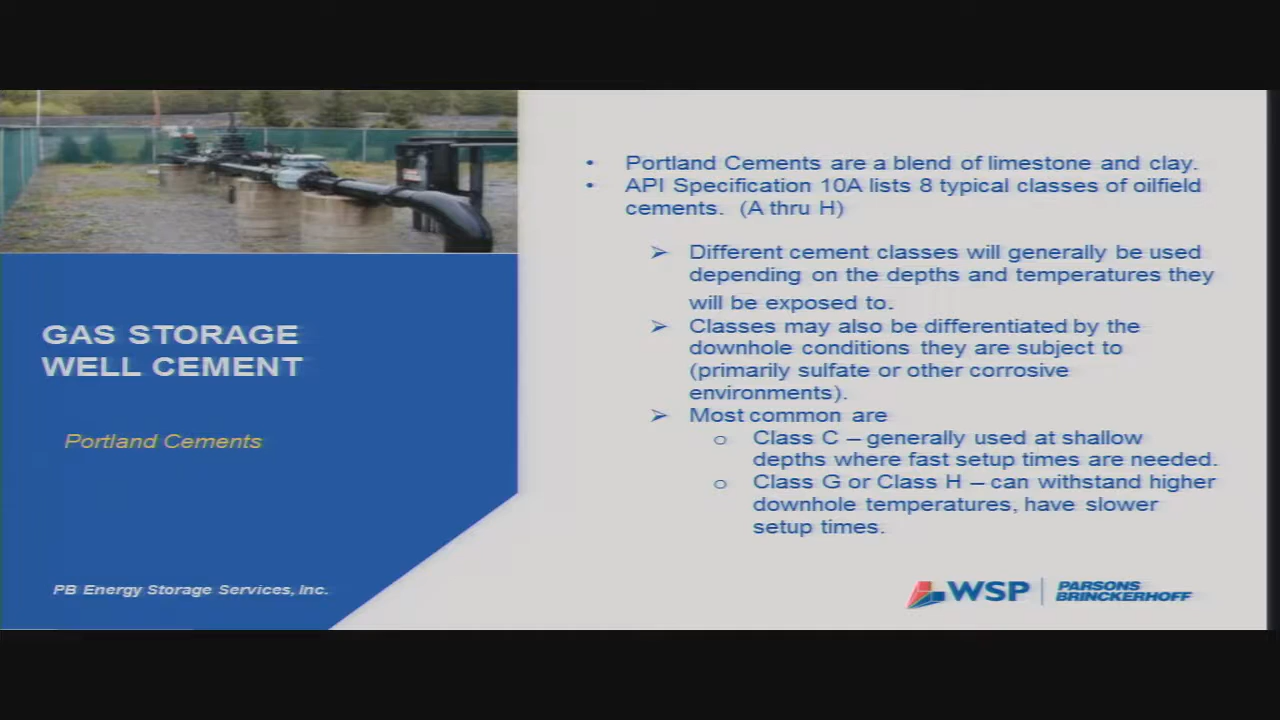 GAS STORAGE
WELL CEMENT
Portland Cements
PB Energy Storage Services, Inc.
• Portland Cements are a blend of limestone and clay.
• API Specification 10A lists 8 typical classes of oilfield
cements. (A thru H)
➢ Different cement classes will generally be used
depending on the depths and temperatures they
will be exposed to.
➢ Classes may also be differentiated by the
downhole conditions they are subject to
(primarily sulfate or other corrosive
environments).
➢ Most common are
o Class C – generally used at shallow
depths where fast setup times are needed.
o Class G or Class H – can withstand higher
downhole temperatures, have slower
setup times.
WSP | PARSONS
BRINCKERHOFF